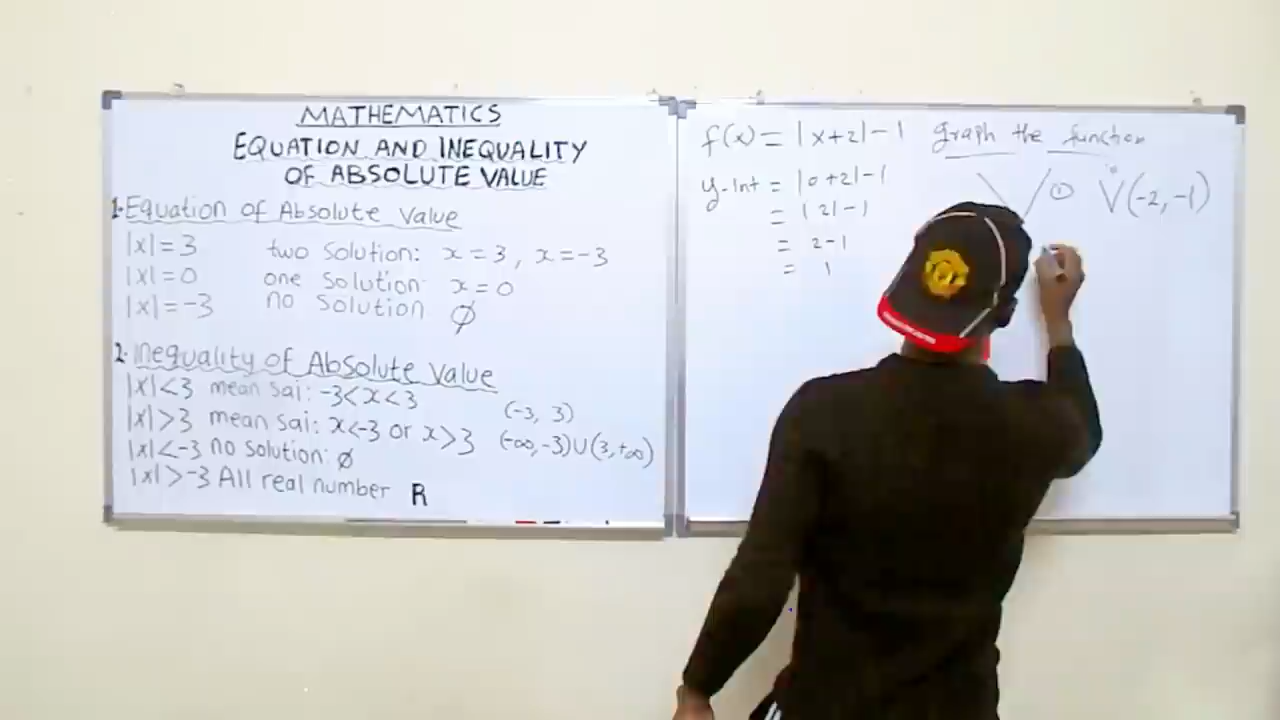 MATHEMATICS
EQUATION AND INEQUALITY
OF ABSOLUTE VALUE
1. Equation of Absolute Value
|x|=3 two solution: x=3, x=-3
|x|=0 one solution: x=0
|x|=-3 no solution ∅
2. Inequality of Absolute Value
|x|<3 mean sai: -3<x<3 (-3, 3)
|x|>3 mean sai: x<-3 or x>3 (-∞,-3)∪(3,+∞)
|x|<-3 no solution: ∅
|x|>-3 All real number R
f(x) = |x+2|-1 graph the function
y-Int = |0+2|-1
= |2|-1
= 2-1
= 1
① V(-2, -1)